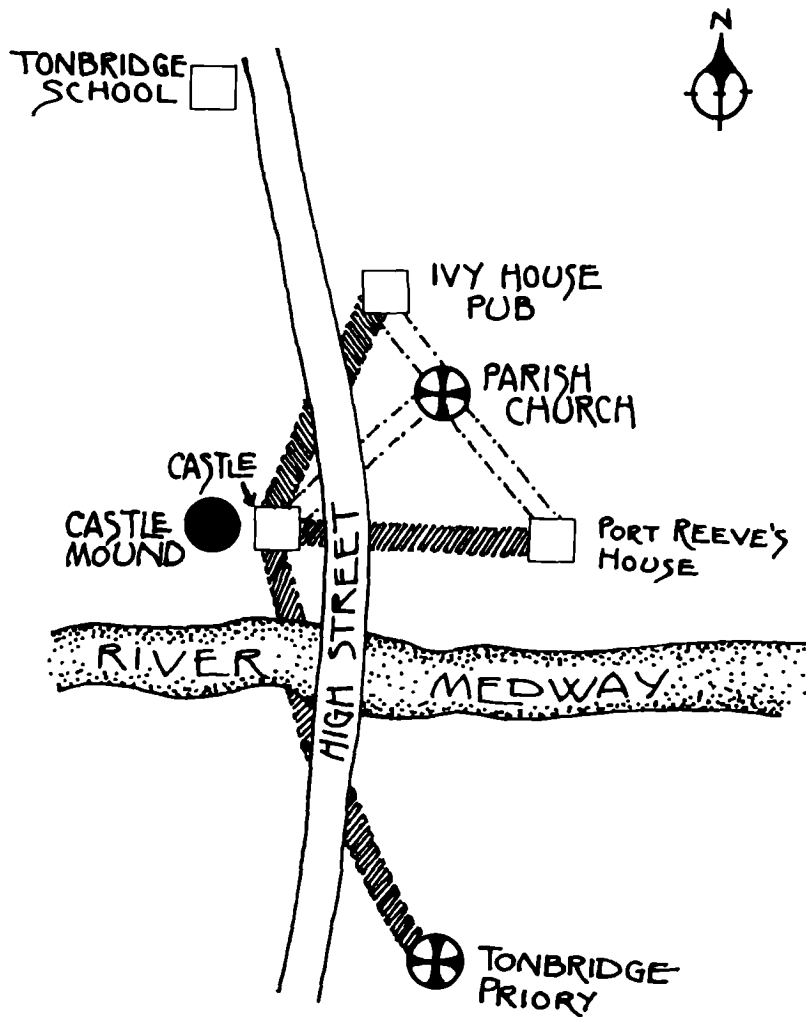 N
TONBRIDGE
SCHOOL
IVY HOUSE
PUB
PARISH
CHURCH
CASTLE
CASTLE
MOUND
PORT REEVE'S
HOUSE
HIGH STREET
RIVER MEDWAY
TONBRIDGE
PRIORY